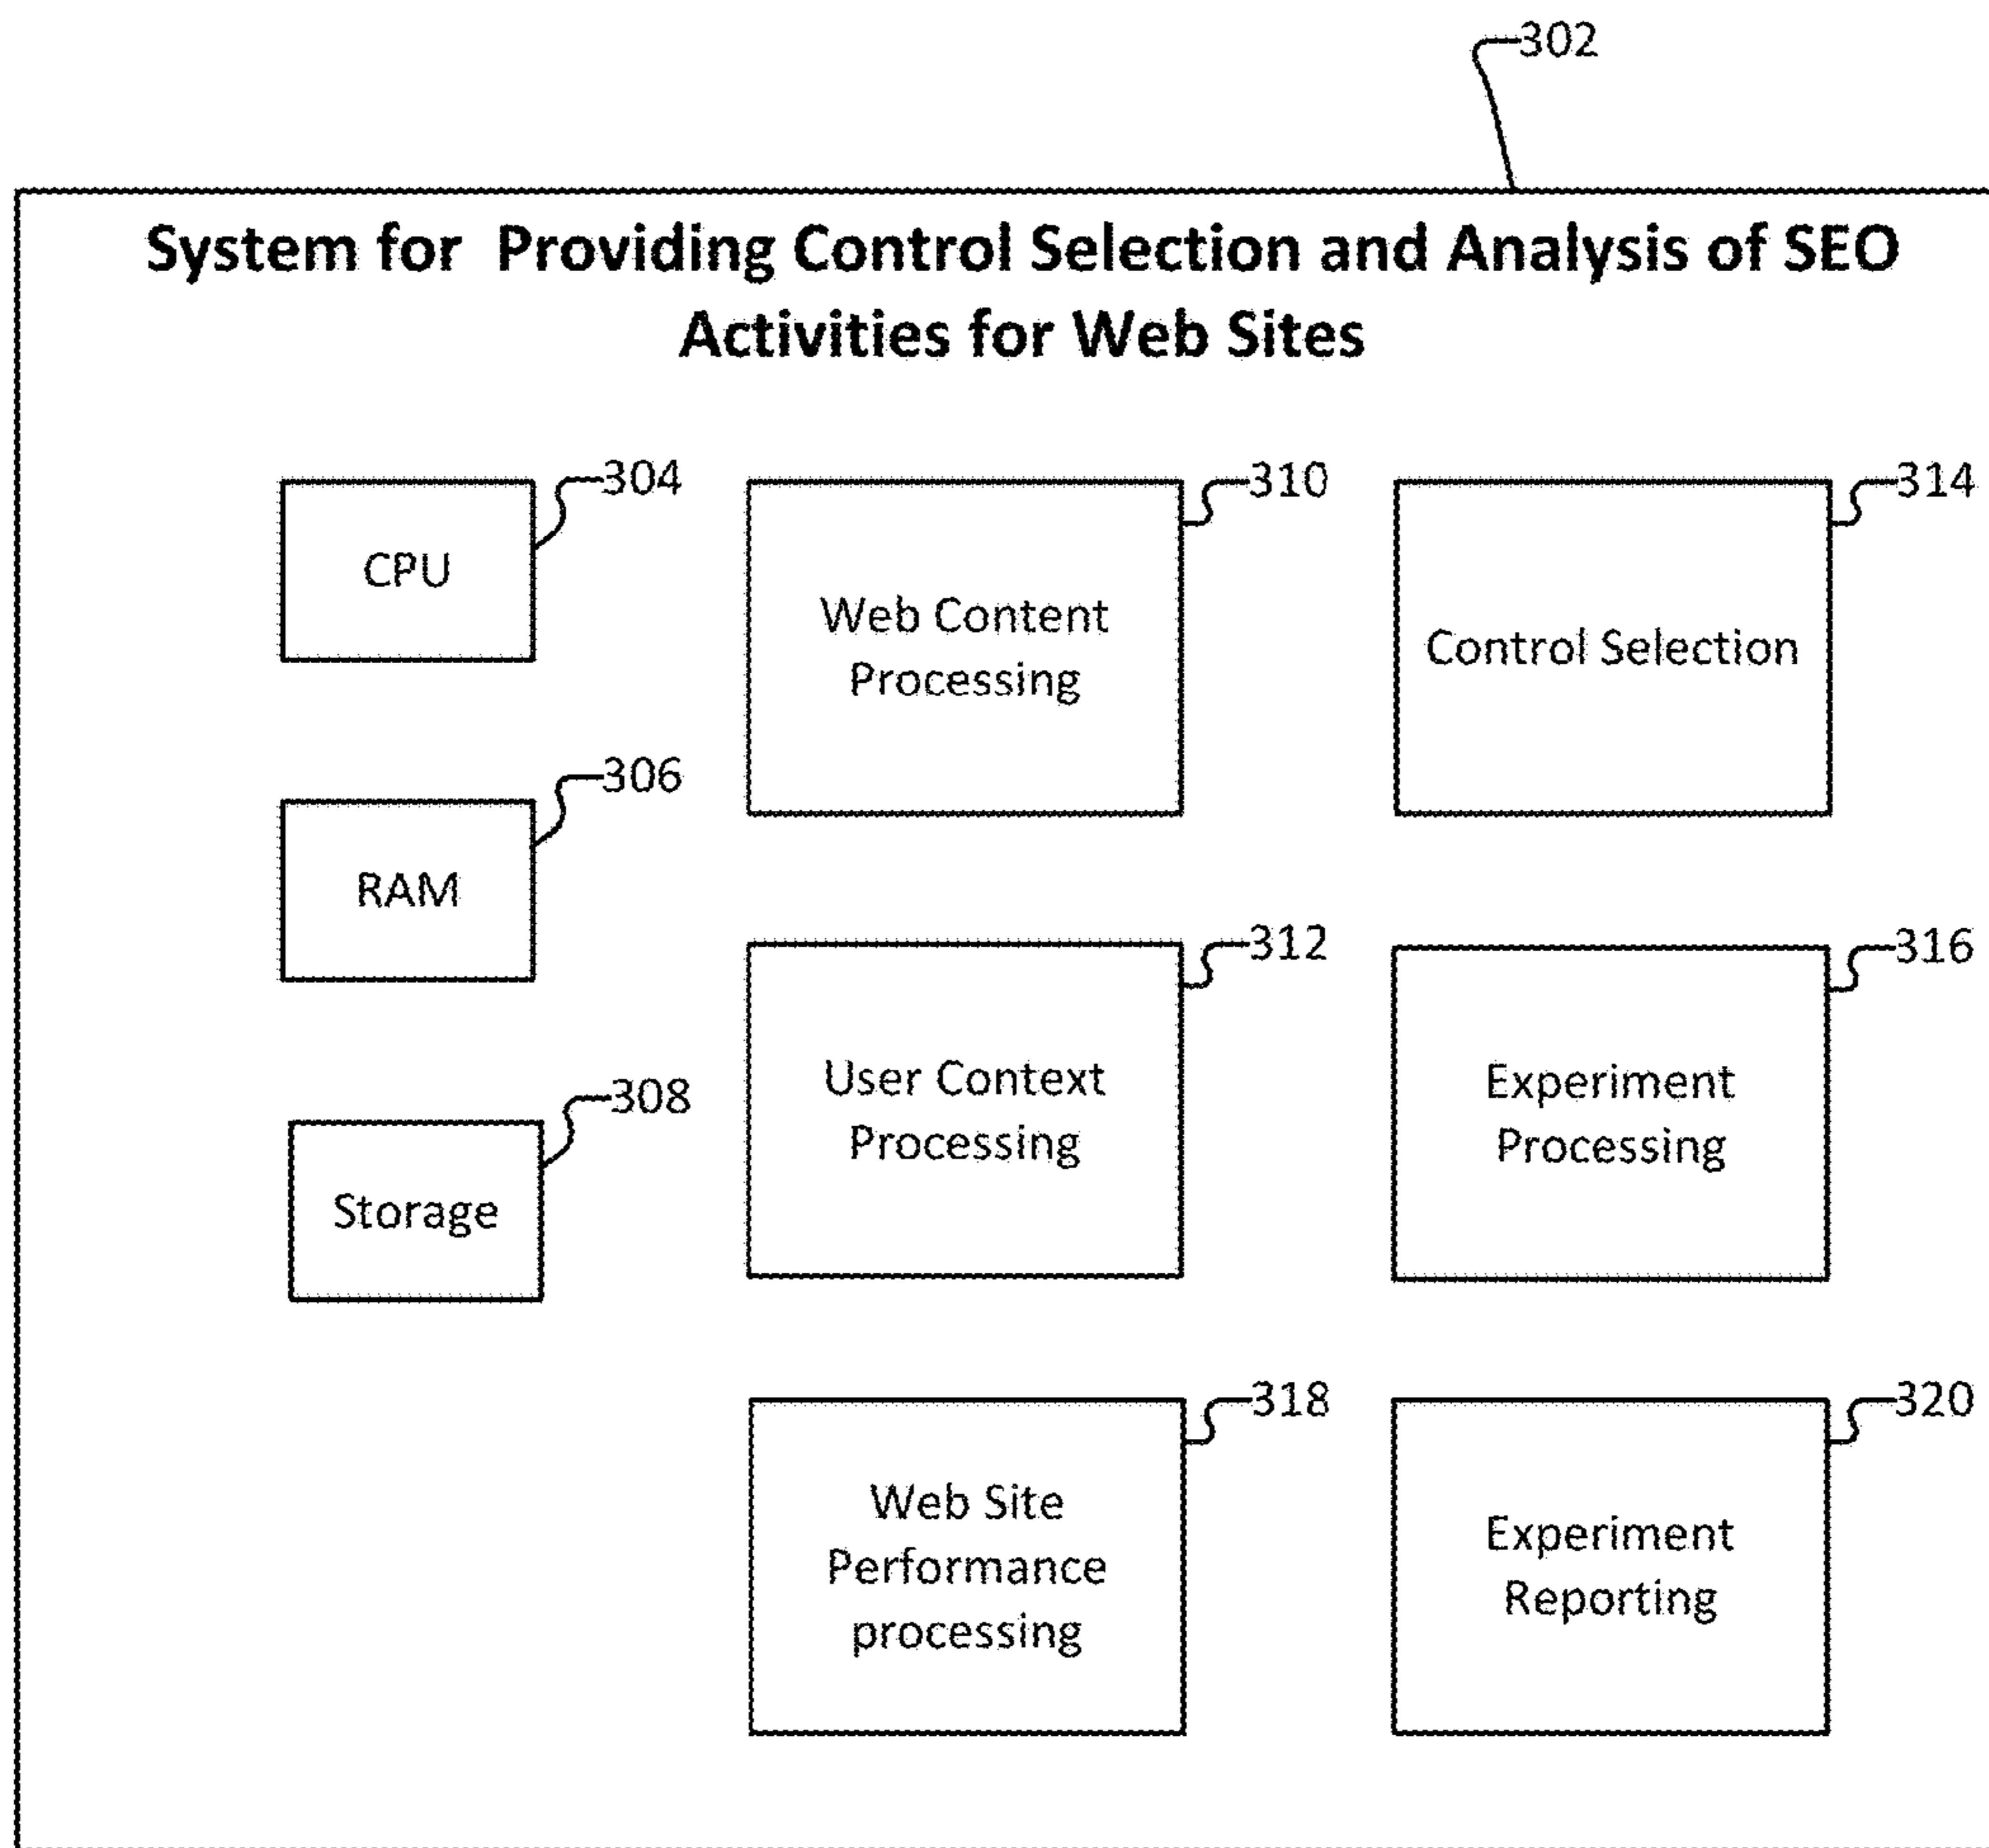 302
System for Providing Control Selection and Analysis of SEO
Activities for Web Sites
304
CPU
306
RAM
308
Storage
310
Web Content
Processing
312
User Context
Processing
318
Web Site
Performance
processing
314
Control Selection
316
Experiment
Processing
320
Experiment
Reporting